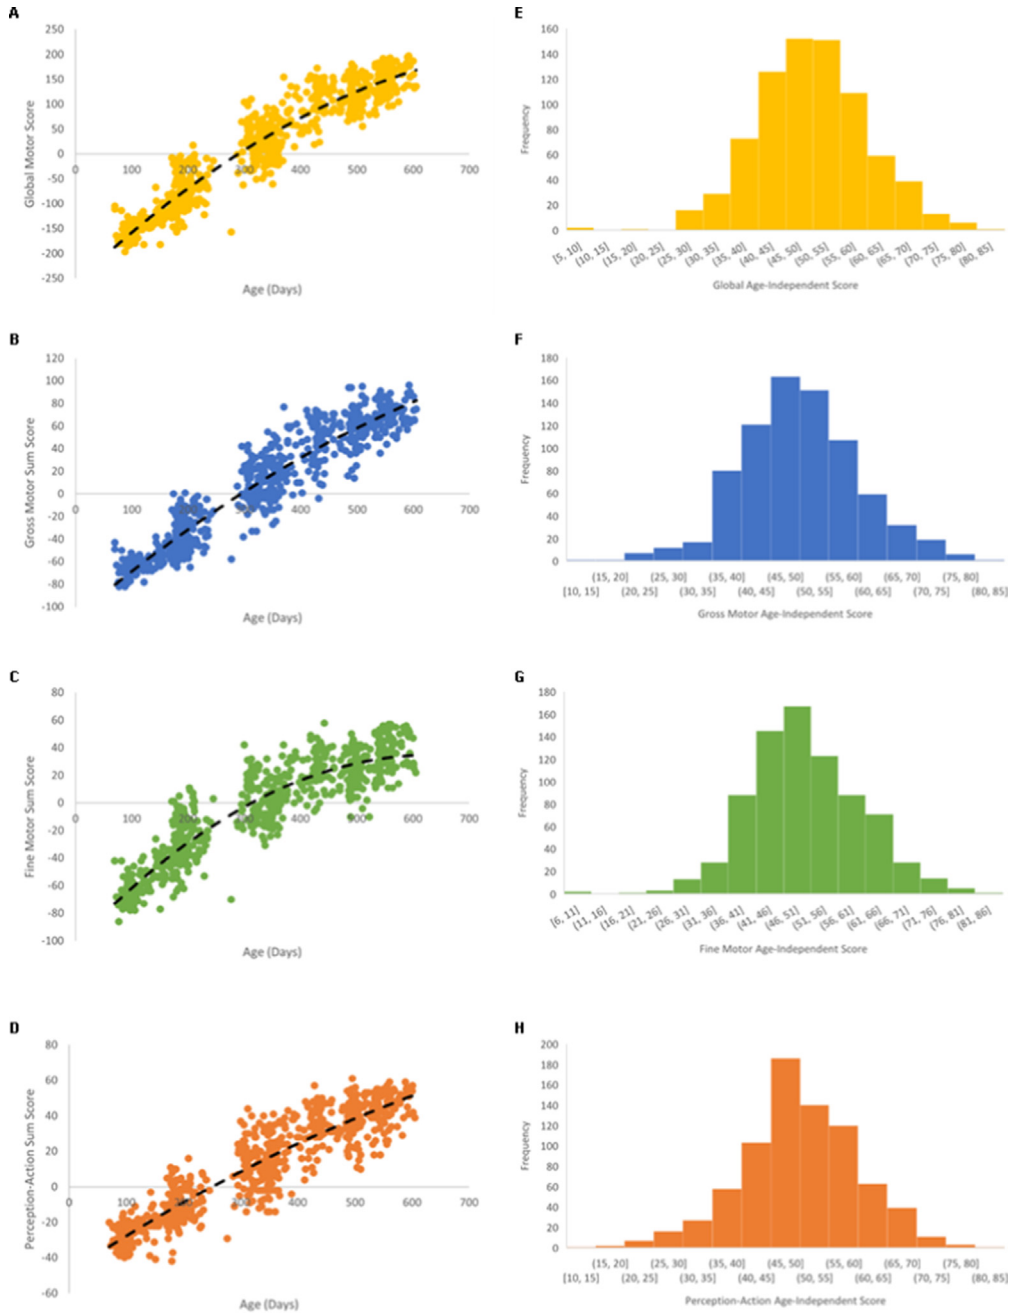 A
250
200
150
100
50
0
-50
-100
-150
-200
-250
0 100 200 300 400 500 600 700
Global Motor Score
Age (Days)
E
160
140
120
100
80
60
40
20
0
Frequency
[5, 10] (10, 15] (15, 20] (20, 25] (25, 30] (30, 35] (35, 40] (40, 45] (45, 50] (50, 55] (55, 60] (60, 65] (65, 70] (70, 75] (75, 80] (80, 85]
Global Age-Independent Score
B
120
100
80
60
40
20
0
-20
-40
-60
-80
-100
0 100 200 300 400 500 600 700
Gross Motor Sum Score
Age (Days)
F
180
160
140
120
100
80
60
40
20
0
Frequency
(15, 20] (25, 30] (35, 40] (45, 50] (55, 60] (65, 70] (75, 80]
[10, 15] (20, 25] (30, 35] (40, 45] (50, 55] (60, 65] (70, 75] (80, 85]
Gross Motor Age-Independent Score
C
80
60
40
20
0
-20
-40
-60
-80
-100
0 100 200 300 400 500 600 700
Fine Motor Sum Score
Age (Days)
G
180
160
140
120
100
80
60
40
20
0
Frequency
[6, 11] (11, 16] (16, 21] (21, 26] (26, 31] (31, 36] (36, 41] (41, 46] (46, 51] (51, 56] (56, 61] (61, 66] (66, 71] (71, 76] (76, 81] (81, 86]
Fine Motor Age-Independent Score
D
80
60
40
20
0
-20
-40
-60
0 100 200 300 400 500 600 700
Perception-Action Sum Score
Age (Days)
H
200
180
160
140
120
100
80
60
40
20
0
Frequency
(15, 20] (25, 30] (35, 40] (45, 50] (55, 60] (65, 70] (75, 80]
[10, 15] (20, 25] (30, 35] (40, 45] (50, 55] (60, 65] (70, 75] (80, 85]
Perception-Action Age-Independent Score